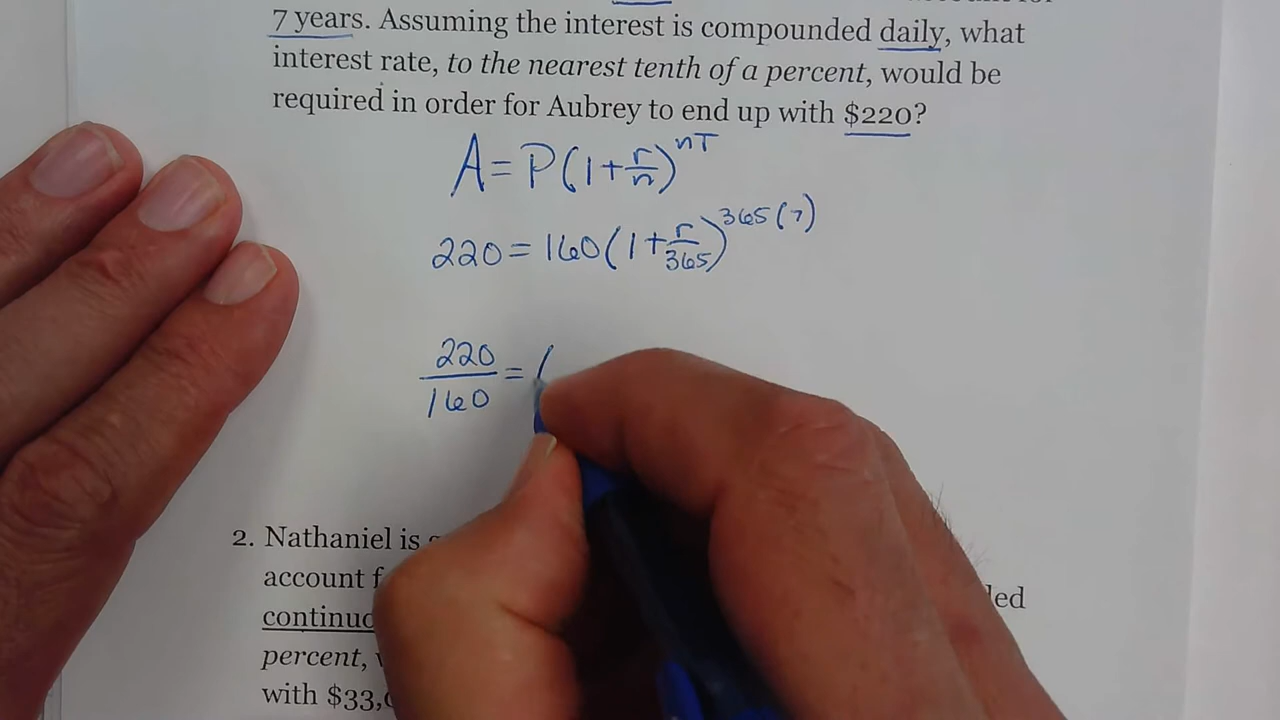 7 years. Assuming the interest is compounded daily, what
interest rate, to the nearest tenth of a percent, would be
required in order for Aubrey to end up with $220?
A = P(1 + r/n)^nT
220 = 160(1 + r/365)^365(7)
220/160 = (
2. Nathaniel is
account
continuo
percent,
with $33,